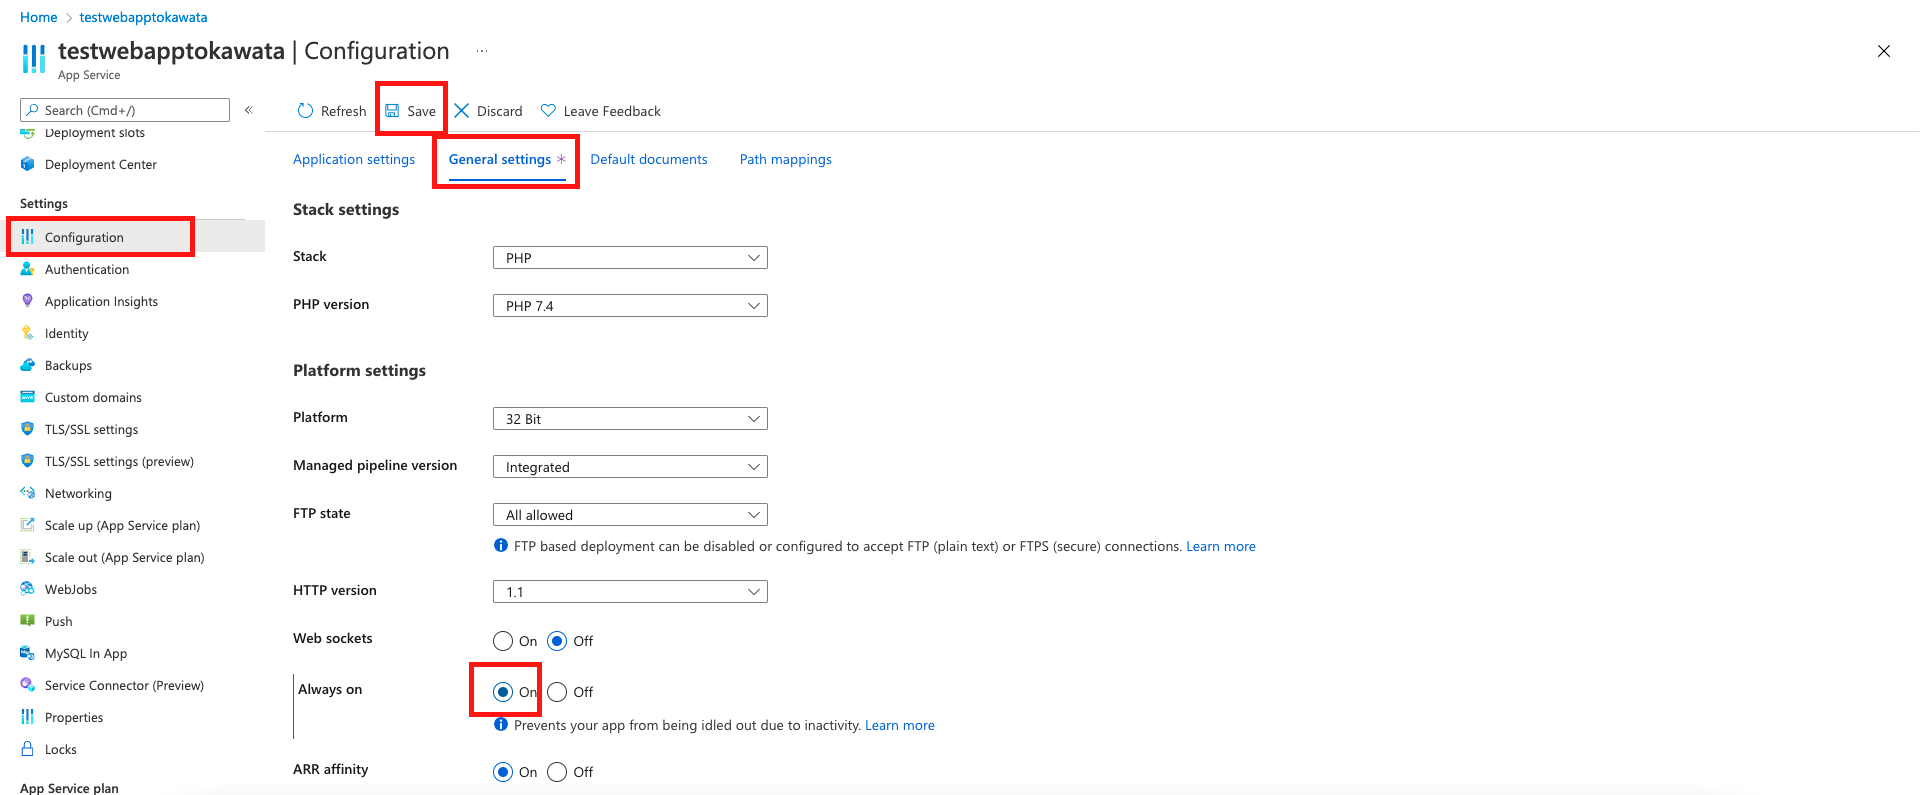 Home > testwebapptokawata
testwebapptokawata | Configuration ...
App Service
Search (Cmd+/)
«
Refresh Save Discard Leave Feedback
Deployment slots
Deployment Center
Settings
Configuration
Authentication
Application Insights
Identity
Backups
Custom domains
TLS/SSL settings
TLS/SSL settings (preview)
Networking
Scale up (App Service plan)
Scale out (App Service plan)
WebJobs
Push
MySQL In App
Service Connector (Preview)
Properties
Locks
App Service plan
Application settings General settings * Default documents Path mappings
Stack settings
Stack PHP
PHP version PHP 7.4
Platform settings
Platform 32 Bit
Managed pipeline version Integrated
FTP state All allowed
FTP based deployment can be disabled or configured to accept FTP (plain text) or FTPS (secure) connections. Learn more
HTTP version 1.1
Web sockets On Off
Always on On Off
Prevents your app from being idled out due to inactivity. Learn more
ARR affinity On Off